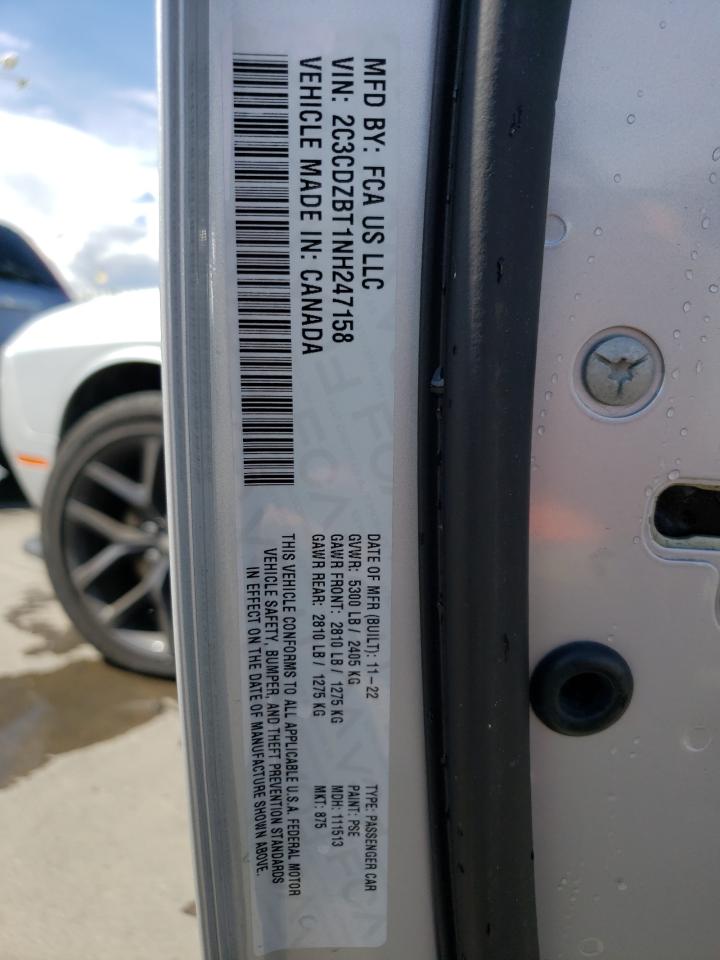 MFD BY: FCA US LLC
VIN: 2C3CDZBT1NH247158
VEHICLE MADE IN: CANADA
DATE OF MFR (BUILT): 11-22
GVWR: 5300 LB / 2405 KG
GAWR FRONT: 2810 LB / 1275 KG
GAWR REAR: 2810 LB / 1275 KG
TYPE: PASSENGER CAR
PAINT: PSE
MDH: 111513
MKT: 875
THIS VEHICLE CONFORMS TO ALL APPLICABLE U.S.A. FEDERAL MOTOR
VEHICLE SAFETY, BUMPER, AND THEFT PREVENTION STANDARDS
IN EFFECT ON THE DATE OF MANUFACTURE SHOWN ABOVE.